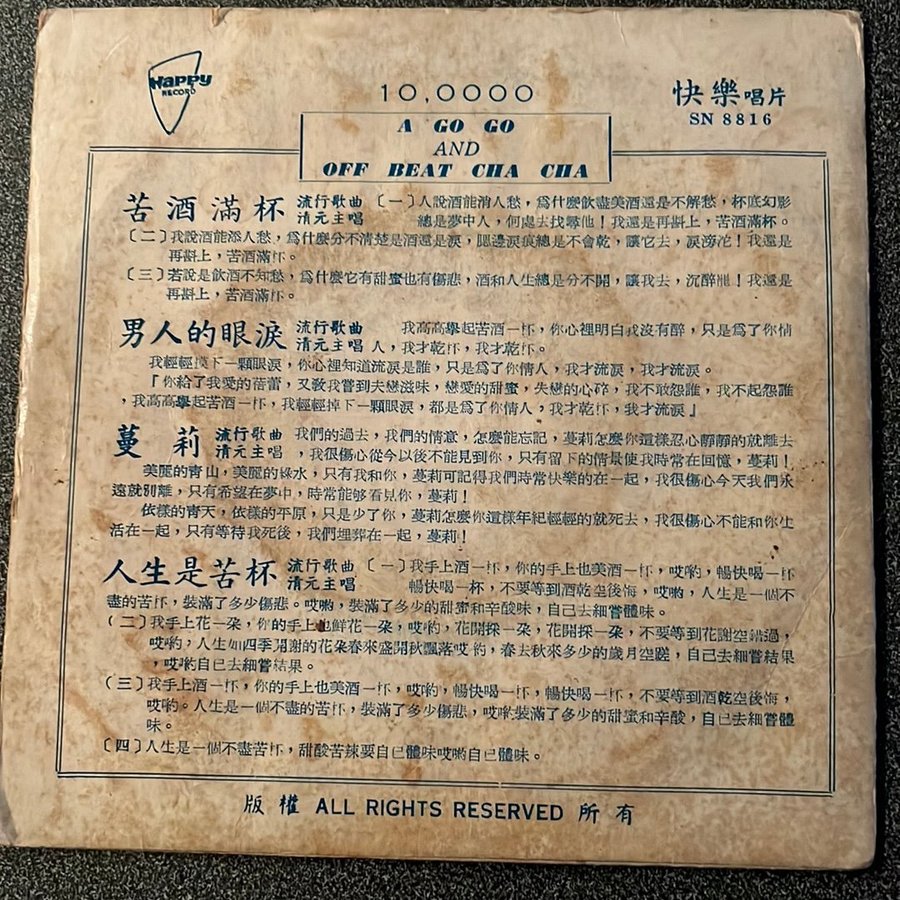 Happy
RECORD
10,0000
快樂唱片
SN 8816
A GO GO
AND
OFF BEAT CHA CHA
苦酒滿杯 流行歌曲 清元主唱 〔一〕人說酒能消人愁，爲什麼飲盡美酒還是不解愁，杯底幻影
總是夢中人，何處去找尋他！我還是再斟上，苦酒滿杯。
〔二〕我說酒能添人愁，爲什麼分不清楚是酒還是淚，腮邊淚痕總是不會乾，讓它去，淚滂沱！我還是
再斟上，苦酒滿杯。
〔三〕若說是飲酒不知愁，爲什麼它有甜蜜也有傷悲，酒和人生總是分不開，讓我去，沉醉罷！我還是
再斟上，苦酒滿杯。
男人的眼淚 流行歌曲 清元主唱 我高高舉起苦酒一杯，你心裡明白我沒有醉，只是爲了你情
人，我才乾杯，我才乾杯。
我輕輕掉下一顆眼淚，你心裡知道流淚是誰，只是爲了你情人，我才流淚，我才流淚。
『你給了我愛的蓓蕾，又教我嘗到失戀滋味，戀愛的甜蜜，失戀的心碎，我不敢怨誰，我不起怨誰
，我高高舉起苦酒一杯，我輕輕掉下一顆眼淚，都是爲了你情人，我才乾杯，我才流淚』
蔓莉 流行歌曲 清元主唱 我們的過去，我們的情意，怎麼能忘記，蔓莉怎麼你這樣忍心靜靜的就離去
，我很傷心從今以後不能見到你，只有留下的情景使我時常在回憶，蔓莉！
美麗的青山，美麗的綠水，只有我和你，蔓莉可記得我們時常快樂的在一起，我很傷心今天我們永
遠就別離，只有希望在夢中，時常能够看見你，蔓莉！
依樣的青天，依樣的平原，只是少了你，蔓莉怎麼你這樣年紀輕輕的就死去，我很傷心不能和你生
活在一起，只有等待我死後，我們埋葬在一起，蔓莉！
人生是苦杯 流行歌曲 清元主唱 〔一〕我手上酒一杯，你的手上也美酒一杯，哎喲，暢快喝一杯
暢快喝一杯，不要等到酒乾空後悔，哎喲，人生是一個不
盡的苦杯，裝滿了多少傷悲。哎喲，裝滿了多少的甜蜜和辛酸味，自己去細嘗體味。
〔二〕我手上花一朶，你的手上也鮮花一朶，哎喲，花開採一朶，花開採一朶，不要等到花謝空錯過，
哎喲，人生如四季開謝的花朶春來盛開秋飄落哎喲，春去秋來多少的歲月空蹉，自己去細嘗結果
，哎喲自己去細嘗結果。
〔三〕我手上酒一杯，你的手上也美酒一杯，哎喲，暢快喝一杯，暢快喝一杯，不要等到酒乾空後悔，
哎喲。人生是一個不盡的苦杯，裝滿了多少傷悲，哎喲裝滿了多少的甜蜜和辛酸，自己去細嘗體
味。
〔四〕人生是一個不盡苦杯，甜酸苦辣要自己體味哎喲自己體味。
版權 ALL RIGHTS RESERVED 所有